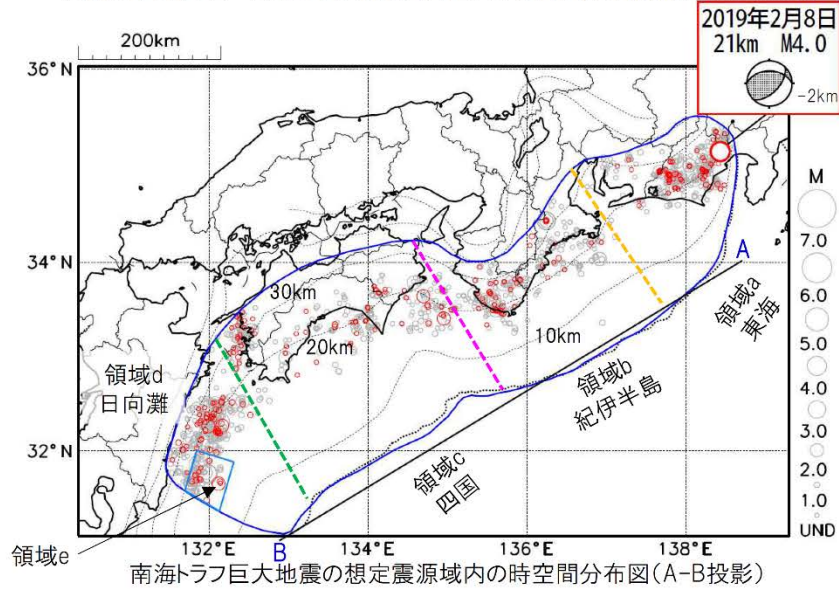 2019年2月8日
21km M4.0
-2km
200km
36°N
34°N
32°N
132°E
134°E
136°E
138°E
30km
20km
10km
A
B
領域a
東海
領域b
紀伊半島
領域c
四国
領域d
日向灘
領域e
M
7.0
6.0
5.0
4.0
3.0
2.0
1.0
UND
南海トラフ巨大地震の想定震源域内の時空間分布図(A-B投影)